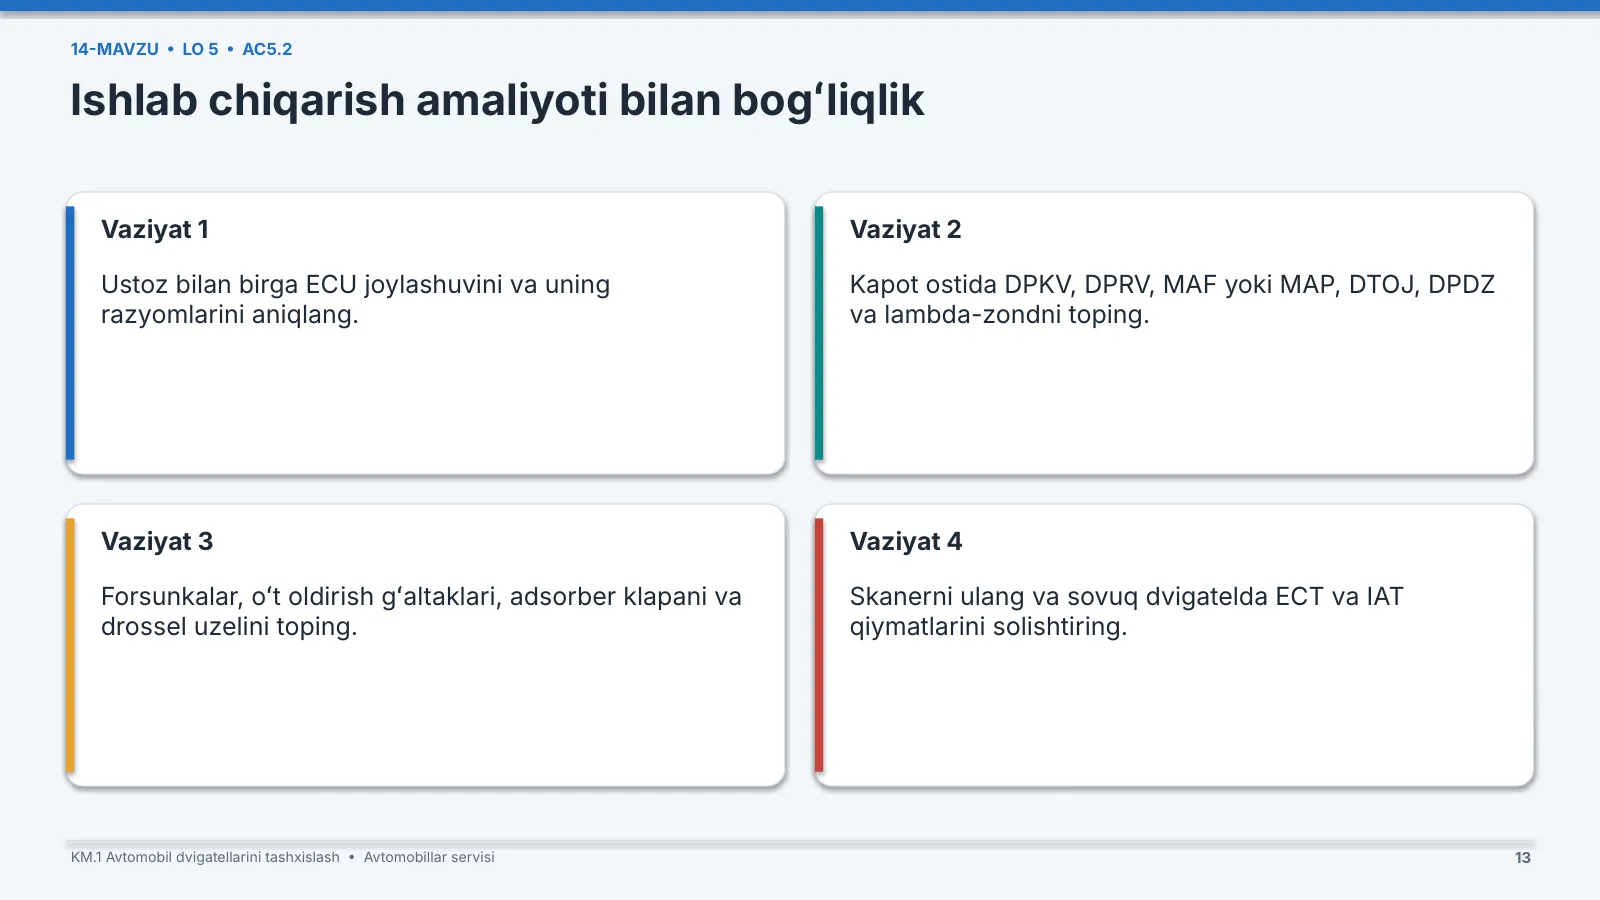 14-MAVZU • LO 5 • AC5.2
Ishlab chiqarish amaliyoti bilan bogʻliqlik
Vaziyat 1
Ustoz bilan birga ECU joylashuvini va uning
razyomlarini aniqlang.
Vaziyat 2
Kapot ostida DPKV, DPRV, MAF yoki MAP, DTOJ, DPDZ
va lambda-zondni toping.
Vaziyat 3
Forsunkalar, oʻt oldirish gʻaltaklari, adsorber klapani va
drossel uzelini toping.
Vaziyat 4
Skanerni ulang va sovuq dvigatelda ECT va IAT
qiymatlarini solishtiring.
KM.1 Avtomobil dvigatellarini tashxislash • Avtomobillar servisi
13